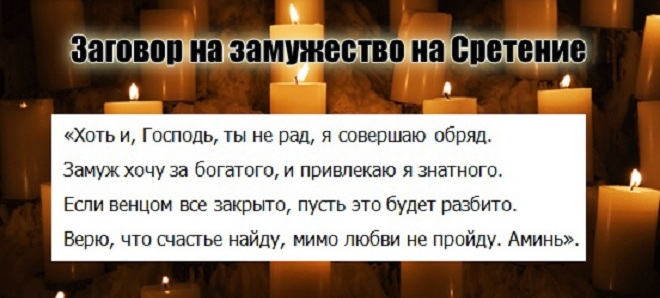 Заговор на замужество на Сретение
«Хоть и, Господь, ты не рад, я совершаю обряд.
Замуж хочу за богатого, и привлекаю я знатного.
Если венцом все закрыто, пусть это будет разбито.
Верю, что счастье найду, мимо любви не пройду. Аминь».